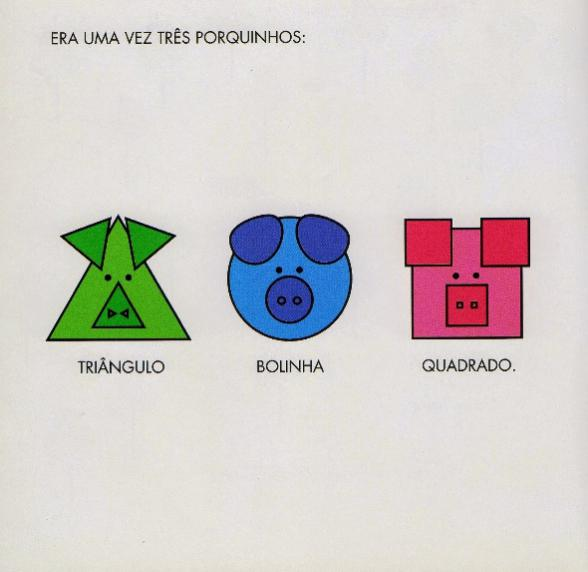 ERA UMA VEZ TRÊS PORQUINHOS:
TRIÂNGULO
BOLINHA
QUADRADO.